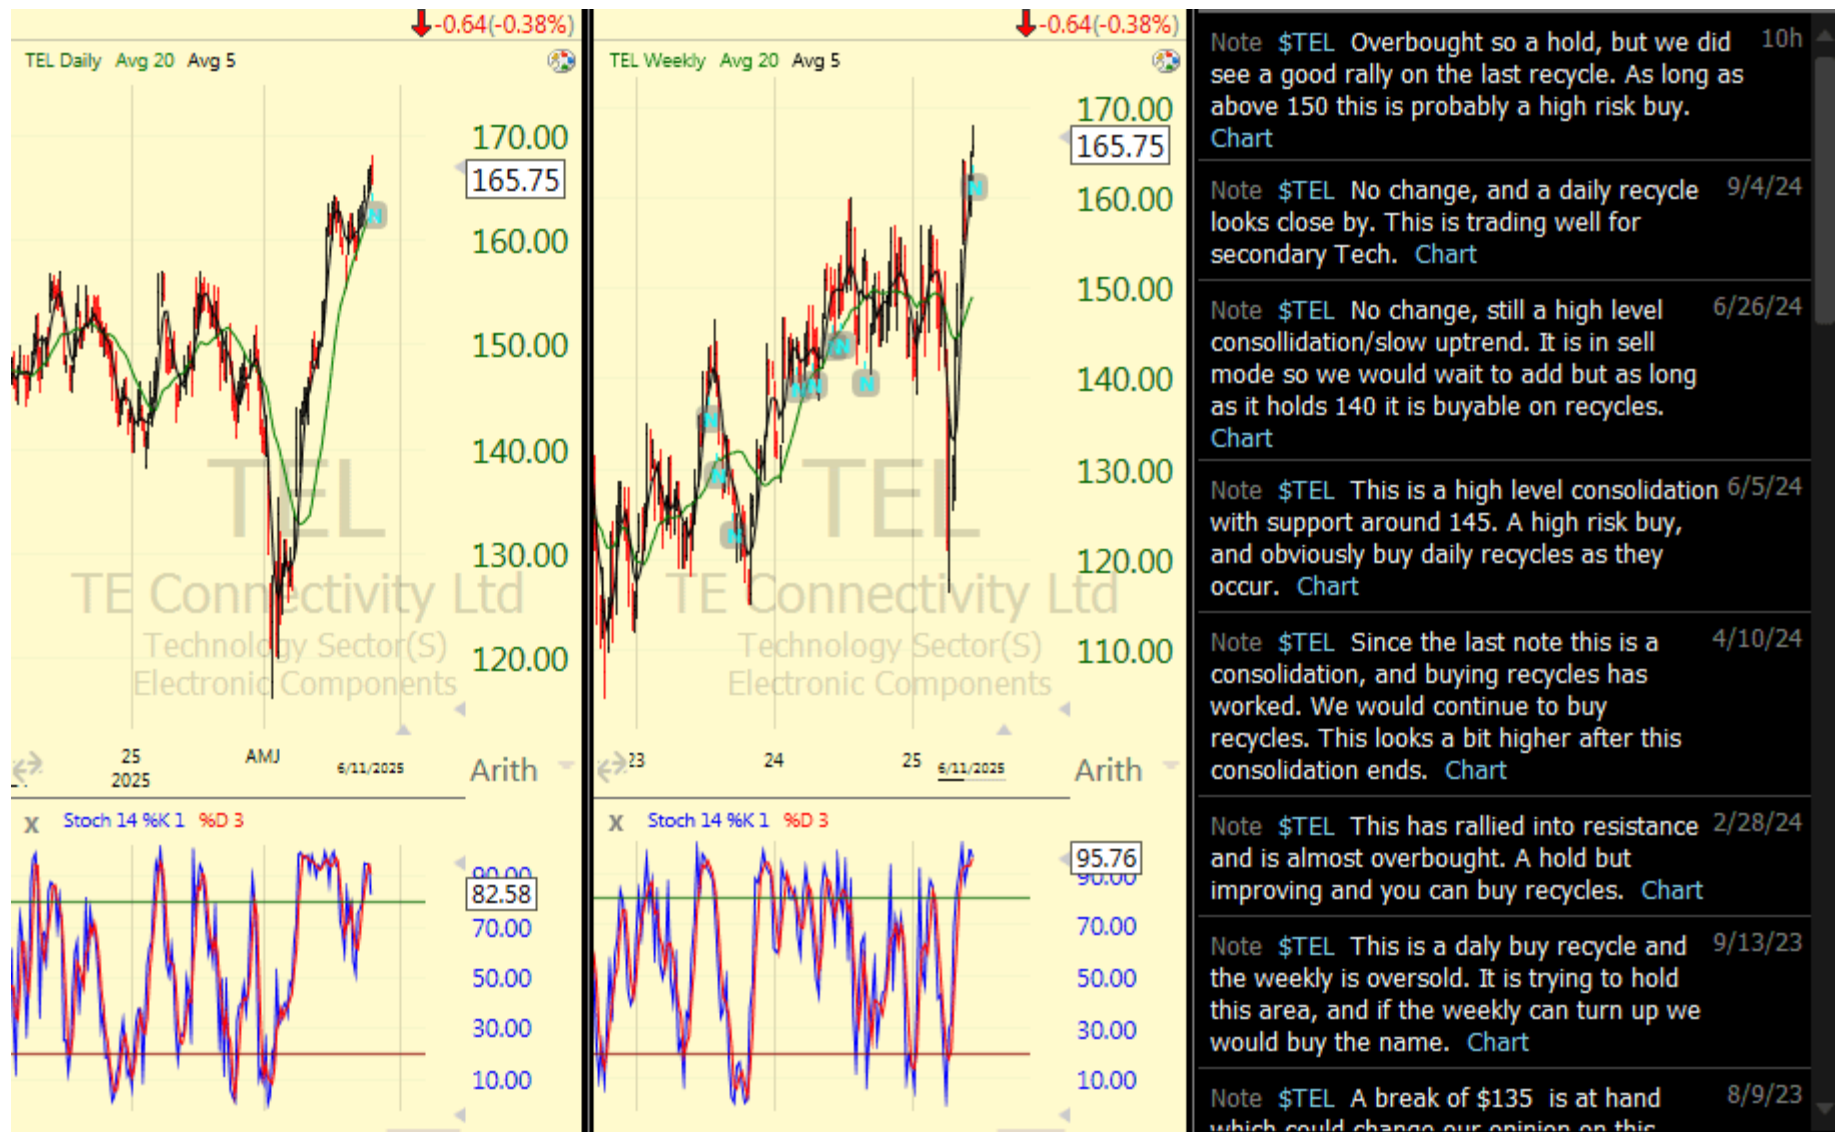 -0.64(-0.38%)
TEL Daily Avg 20 Avg 5
170.00
165.75
160.00
N
150.00
140.00
130.00
120.00
TEL
TE Connectivity Ltd
Technology Sector(S)
Electronic Components
25
2025
AMJ
6/11/2025
Arith
X Stoch 14 %K 1 %D 3
90.00
82.58
70.00
50.00
30.00
10.00
-0.64(-0.38%)
TEL Weekly Avg 20 Avg 5
170.00
165.75
160.00
150.00
140.00
130.00
120.00
110.00
N
N
N
N
N
N
N
N
TEL
TE Connectivity Ltd
Technology Sector(S)
Electronic Components
23
24
25
6/11/2025
Arith
X Stoch 14 %K 1 %D 3
95.76
90.00
70.00
50.00
30.00
10.00
Note $TEL Overbought so a hold, but we did 10h
see a good rally on the last recycle. As long as
above 150 this is probably a high risk buy.
Chart
Note $TEL No change, and a daily recycle 9/4/24
looks close by. This is trading well for
secondary Tech. Chart
Note $TEL No change, still a high level 6/26/24
consollidation/slow uptrend. It is in sell
mode so we would wait to add but as long
as it holds 140 it is buyable on recycles.
Chart
Note $TEL This is a high level consolidation 6/5/24
with support around 145. A high risk buy,
and obviously buy daily recycles as they
occur. Chart
Note $TEL Since the last note this is a 4/10/24
consolidation, and buying recycles has
worked. We would continue to buy
recycles. This looks a bit higher after this
consolidation ends. Chart
Note $TEL This has rallied into resistance 2/28/24
and is almost overbought. A hold but
improving and you can buy recycles. Chart
Note $TEL This is a daly buy recycle and 9/13/23
the weekly is oversold. It is trying to hold
this area, and if the weekly can turn up we
would buy the name. Chart
Note $TEL A break of $135 is at hand 8/9/23
which could change our opinion on this